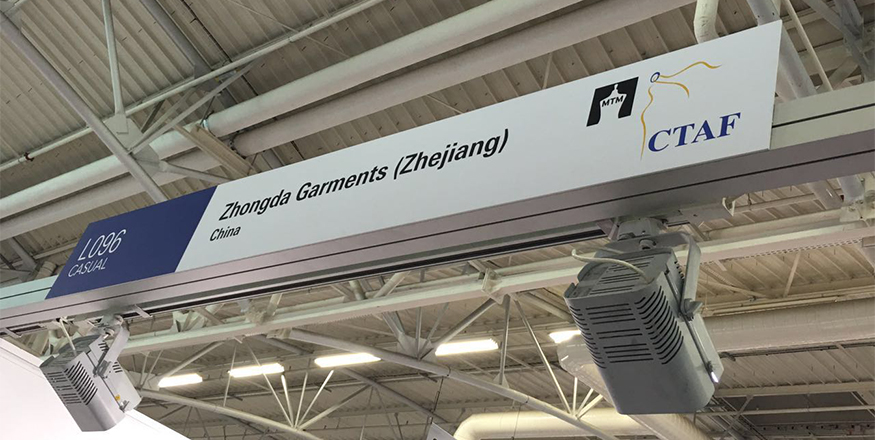 L096
CASUAL
Zhongda Garments (Zhejiang)
China
MTM
CTAF